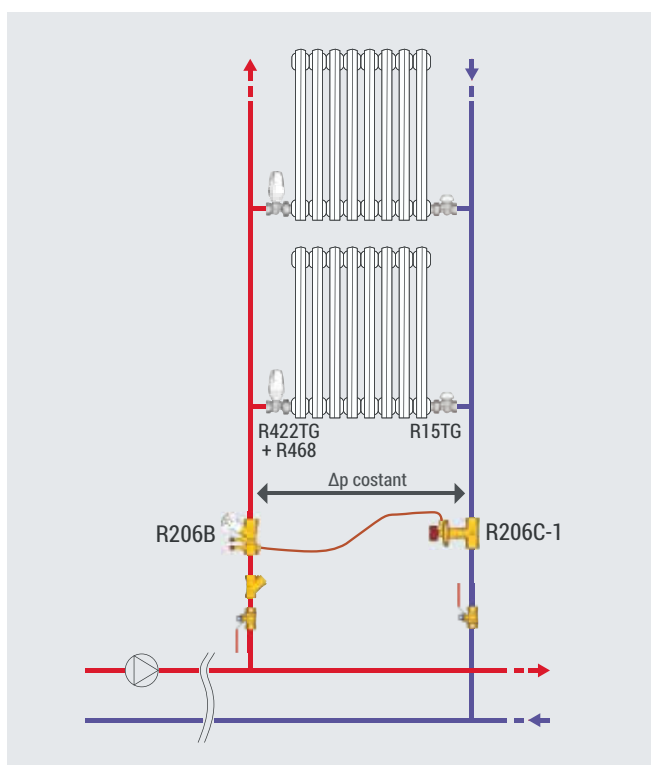 R422TG
+ R468
R15TG
Δp costant
R206B
R206C-1